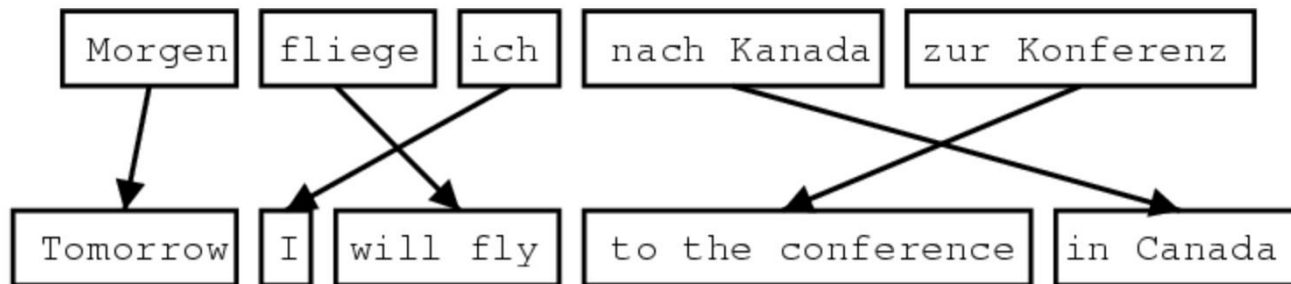 Morgen fliege ich nach Kanada zur Konferenz
Tomorrow I will fly to the conference in Canada